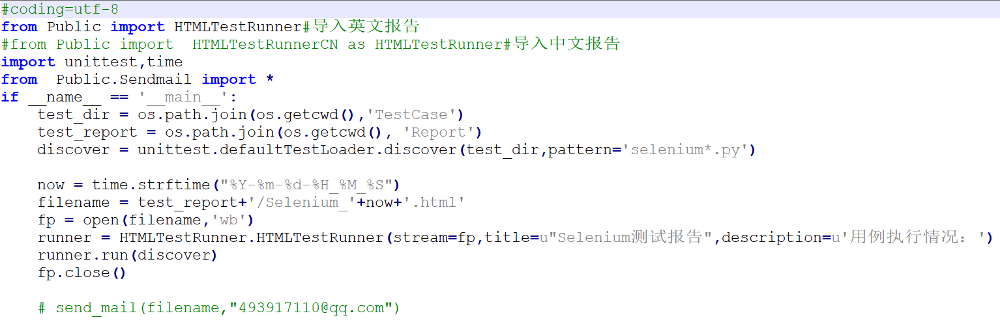 #coding=utf-8
from Public import HTMLTestRunner#导入英文报告
#from Public import  HTMLTestRunnerCN as HTMLTestRunner#导入中文报告
import unittest,time
from  Public.Sendmail import *
if __name__ == '__main__':
    test_dir = os.path.join(os.getcwd(),'TestCase')
    test_report = os.path.join(os.getcwd(), 'Report')
    discover = unittest.defaultTestLoader.discover(test_dir,pattern='selenium*.py')
    now = time.strftime("%Y-%m-%d-%H_%M_%S")
    filename = test_report+'/Selenium_'+now+'.html'
    fp = open(filename,'wb')
    runner = HTMLTestRunner.HTMLTestRunner(stream=fp,title=u"Selenium测试报告",description=u'用例执行情况：')
    runner.run(discover)
    fp.close()
    # send_mail(filename,"493917110@qq.com")